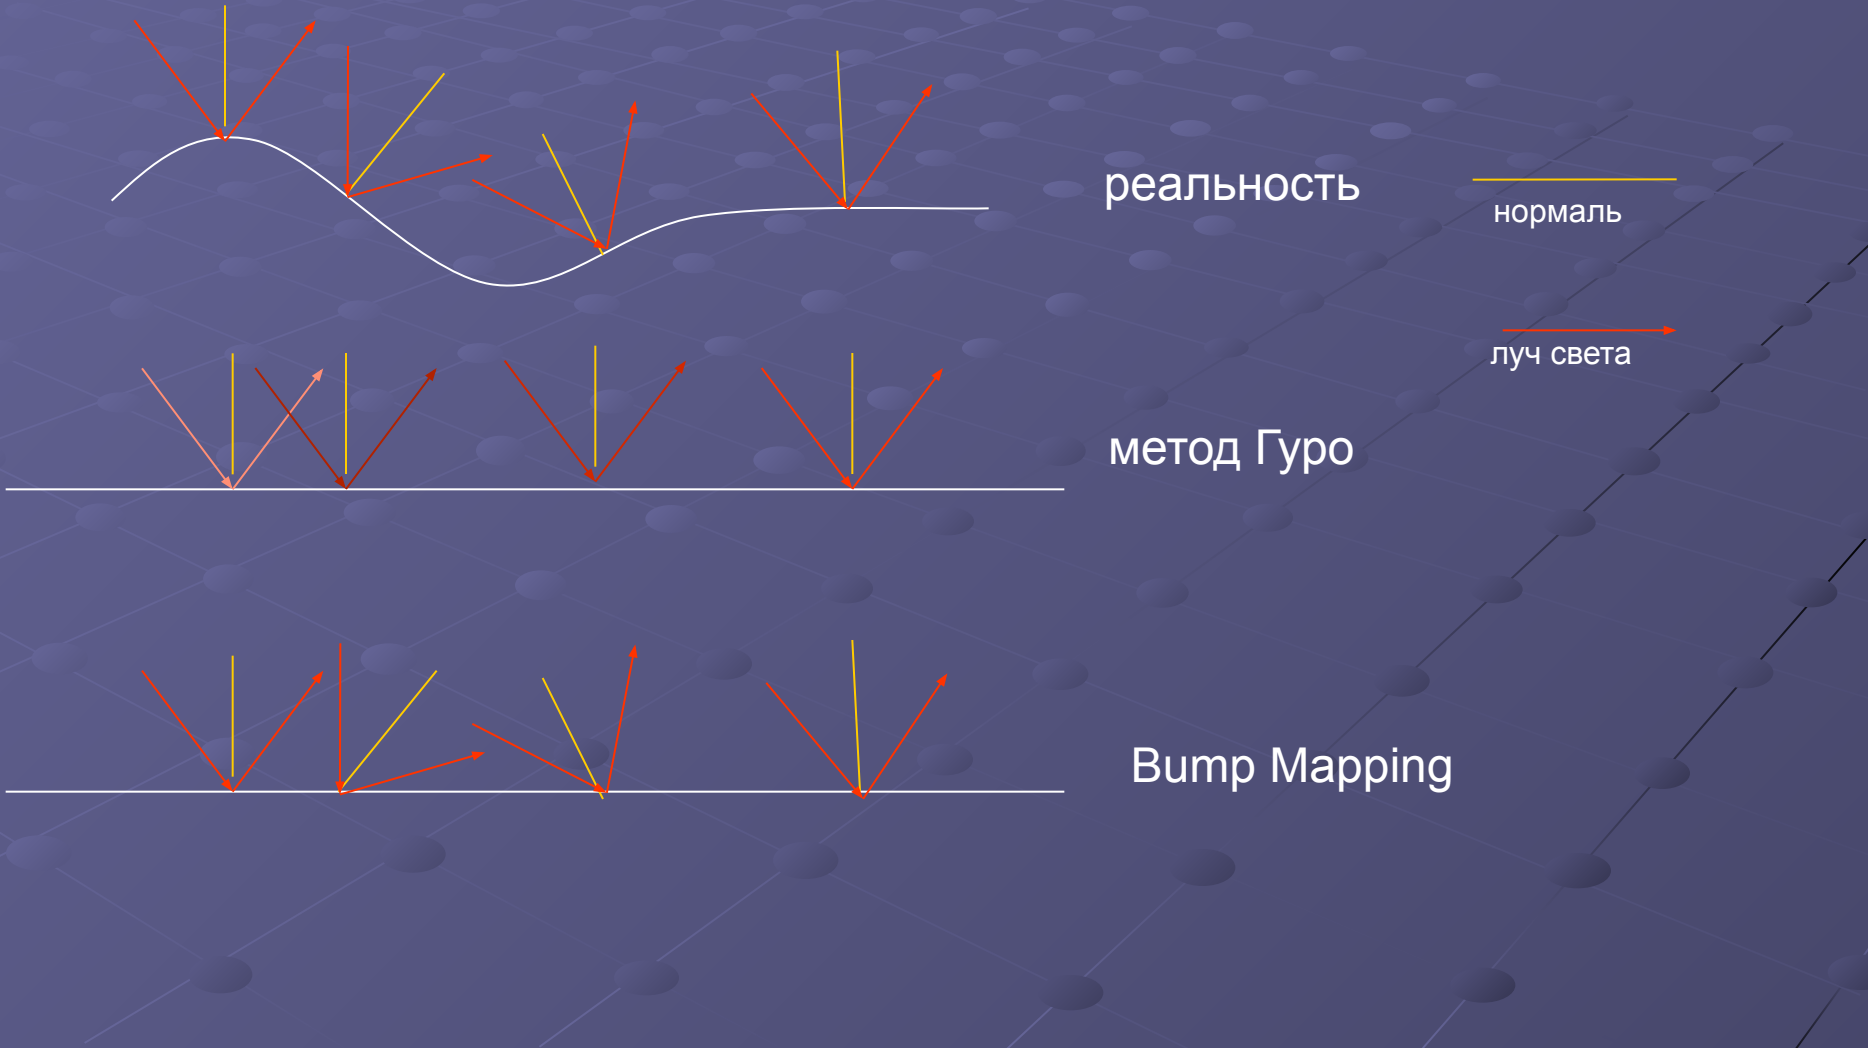 реальность
нормаль
луч света
метод Гуро
Bump Mapping